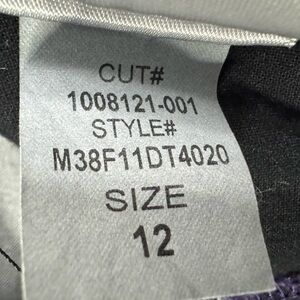 CUT#
1008121-001
STYLE#
M38F11DT4020
SIZE
12